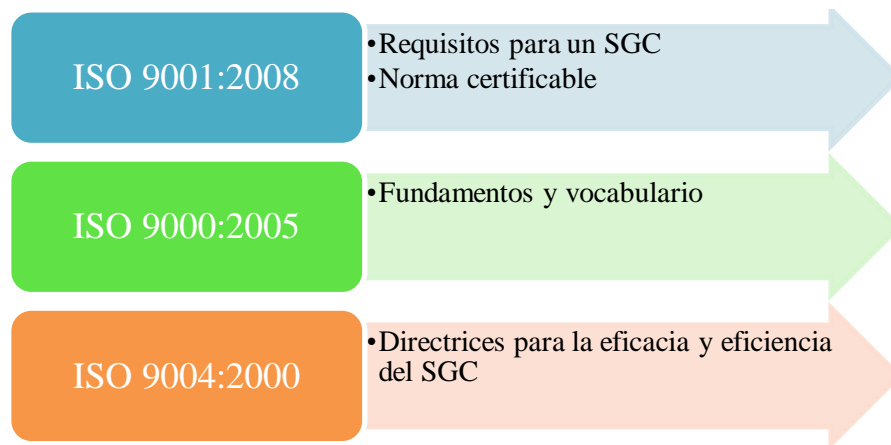 ISO 9001:2008
•Requisitos para un SGC
•Norma certificable
ISO 9000:2005
•Fundamentos y vocabulario
ISO 9004:2000
•Directrices para la eficacia y eficiencia
del SGC